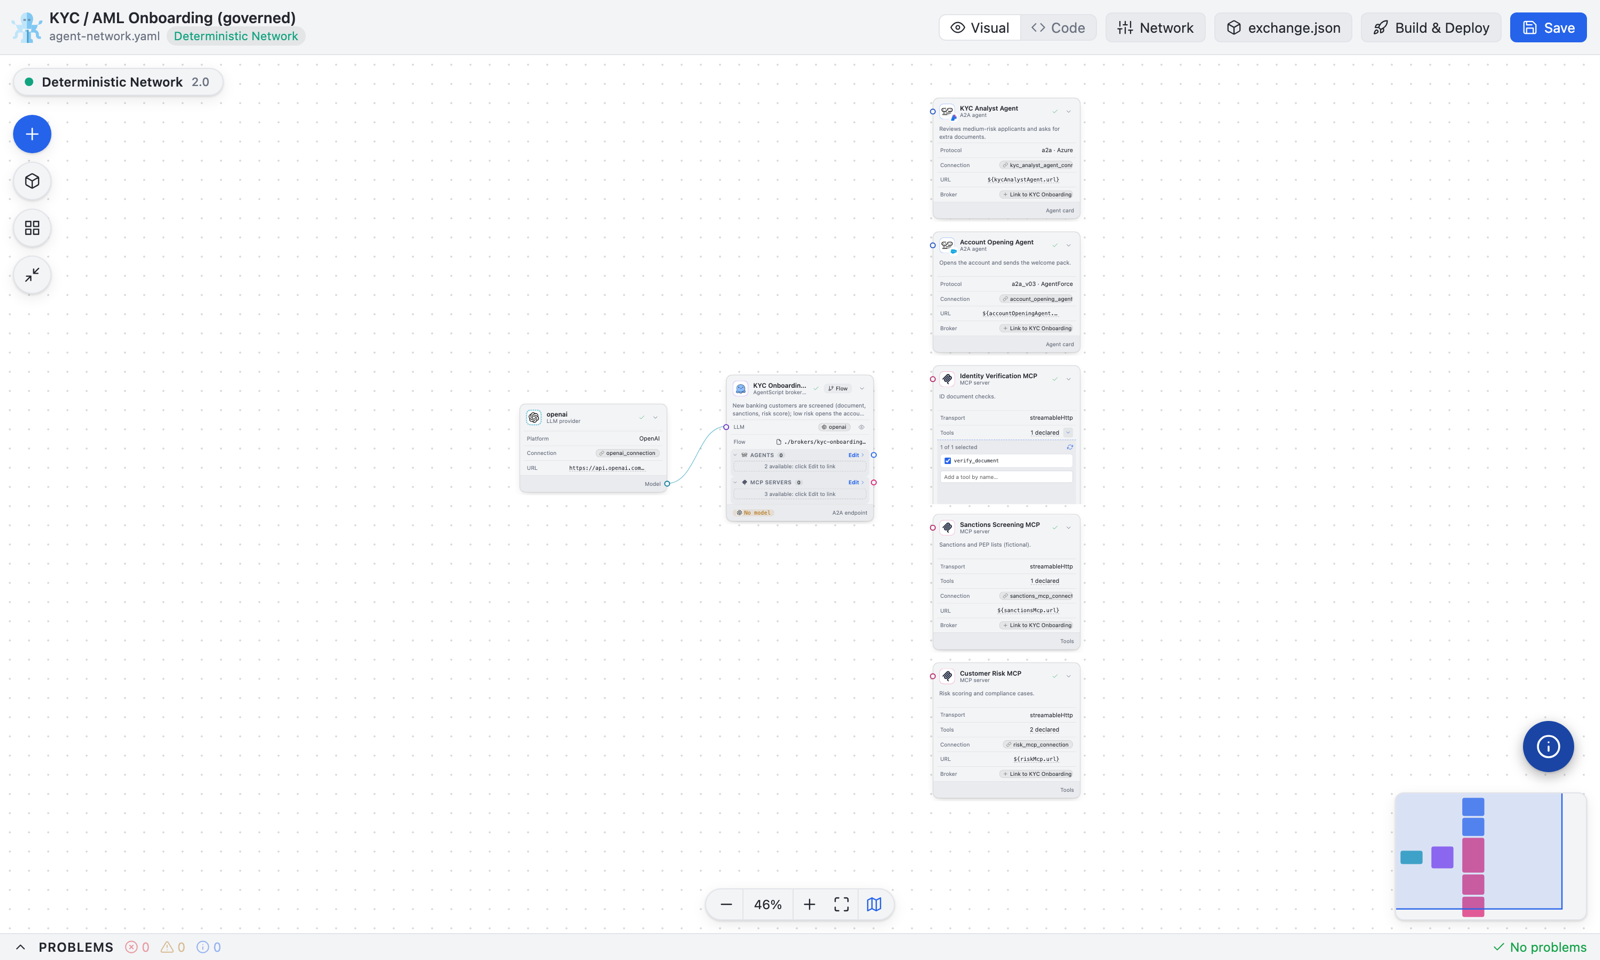 KYC / AML Onboarding (governed)
agent-network.yaml Deterministic Network
Visual
Code
Network
exchange.json
Build & Deploy
Save
Deterministic Network 2.0
KYC Analyst Agent
A2A agent
Reviews medium-risk applicants and asks for
extra documents.
Protocol a2a · Azure
Connection kyc_analyst_agent_conn
URL ${kycAnalystAgent.url}
Broker + Link to KYC Onboarding
Agent card
Account Opening Agent
A2A agent
Opens the account and sends the welcome pack.
Protocol a2a_v03 · AgentForce
Connection account_opening_agent
URL ${accountOpeningAgent.…
Broker + Link to KYC Onboarding
Agent card
openai
LLM provider
Platform OpenAI
Connection openai_connection
URL https://api.openai.com…
Model
KYC Onboardin… Flow
AgentScript broker…
New banking customers are screened (document,
sanctions, risk score); low risk opens the accou…
LLM openai
Flow ./brokers/kyc-onboarding…
AGENTS 0 Edit
2 available: click Edit to link
MCP SERVERS 0 Edit
3 available: click Edit to link
No model A2A endpoint
Identity Verification MCP
MCP server
ID document checks.
Transport streamableHttp
Tools 1 declared
1 of 1 selected
verify_document
Add a tool by name…
Sanctions Screening MCP
MCP server
Sanctions and PEP lists (fictional).
Transport streamableHttp
Tools 1 declared
Connection sanctions_mcp_connect
URL ${sanctionsMcp.url}
Broker + Link to KYC Onboarding
Tools
Customer Risk MCP
MCP server
Risk scoring and compliance cases.
Transport streamableHttp
Tools 2 declared
Connection risk_mcp_connection
URL ${riskMcp.url}
Broker + Link to KYC Onboarding
Tools
46%
PROBLEMS 0 0 0
No problems